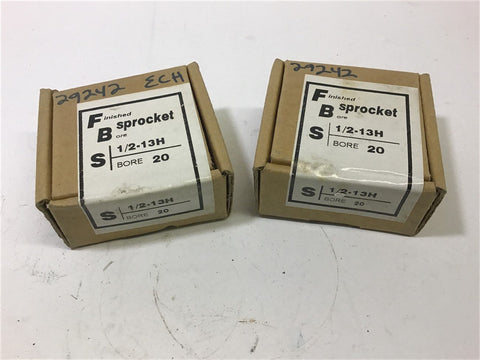 29242 ECH
Finished
Bore sprocket
S 1/2-13H
BORE 20
S 1/2-13H
BORE 20
29242
Finished
Bore sprocket
S 1/2-13H
BORE 20
S 1/2-13H
BORE 20